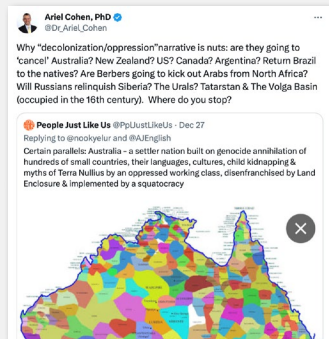 Ariel Cohen, PhD
@Dr_Ariel_Cohen
Why "decolonization/oppression"narrative is nuts: are they going to
'cancel' Australia? New Zealand? US? Canada? Argentina? Return Brazil
to the natives? Are Berbers going to kick out Arabs from North Africa?
Will Russians relinquish Siberia? The Urals? Tatarstan & The Volga Basin
(occupied in the 16th century).  Where do you stop?
People Just Like Us @PplJustLikeUs · Dec 27
Replying to @nookyelur and @AJEnglish
Certain parallels: Australia - a settler nation built on genocide annihilation of
hundreds of small countries, their languages, cultures, child kidnapping &
myths of Terra Nullius by an oppressed working class, disenfranchised by Land
Enclosure & implemented by a squatocracy